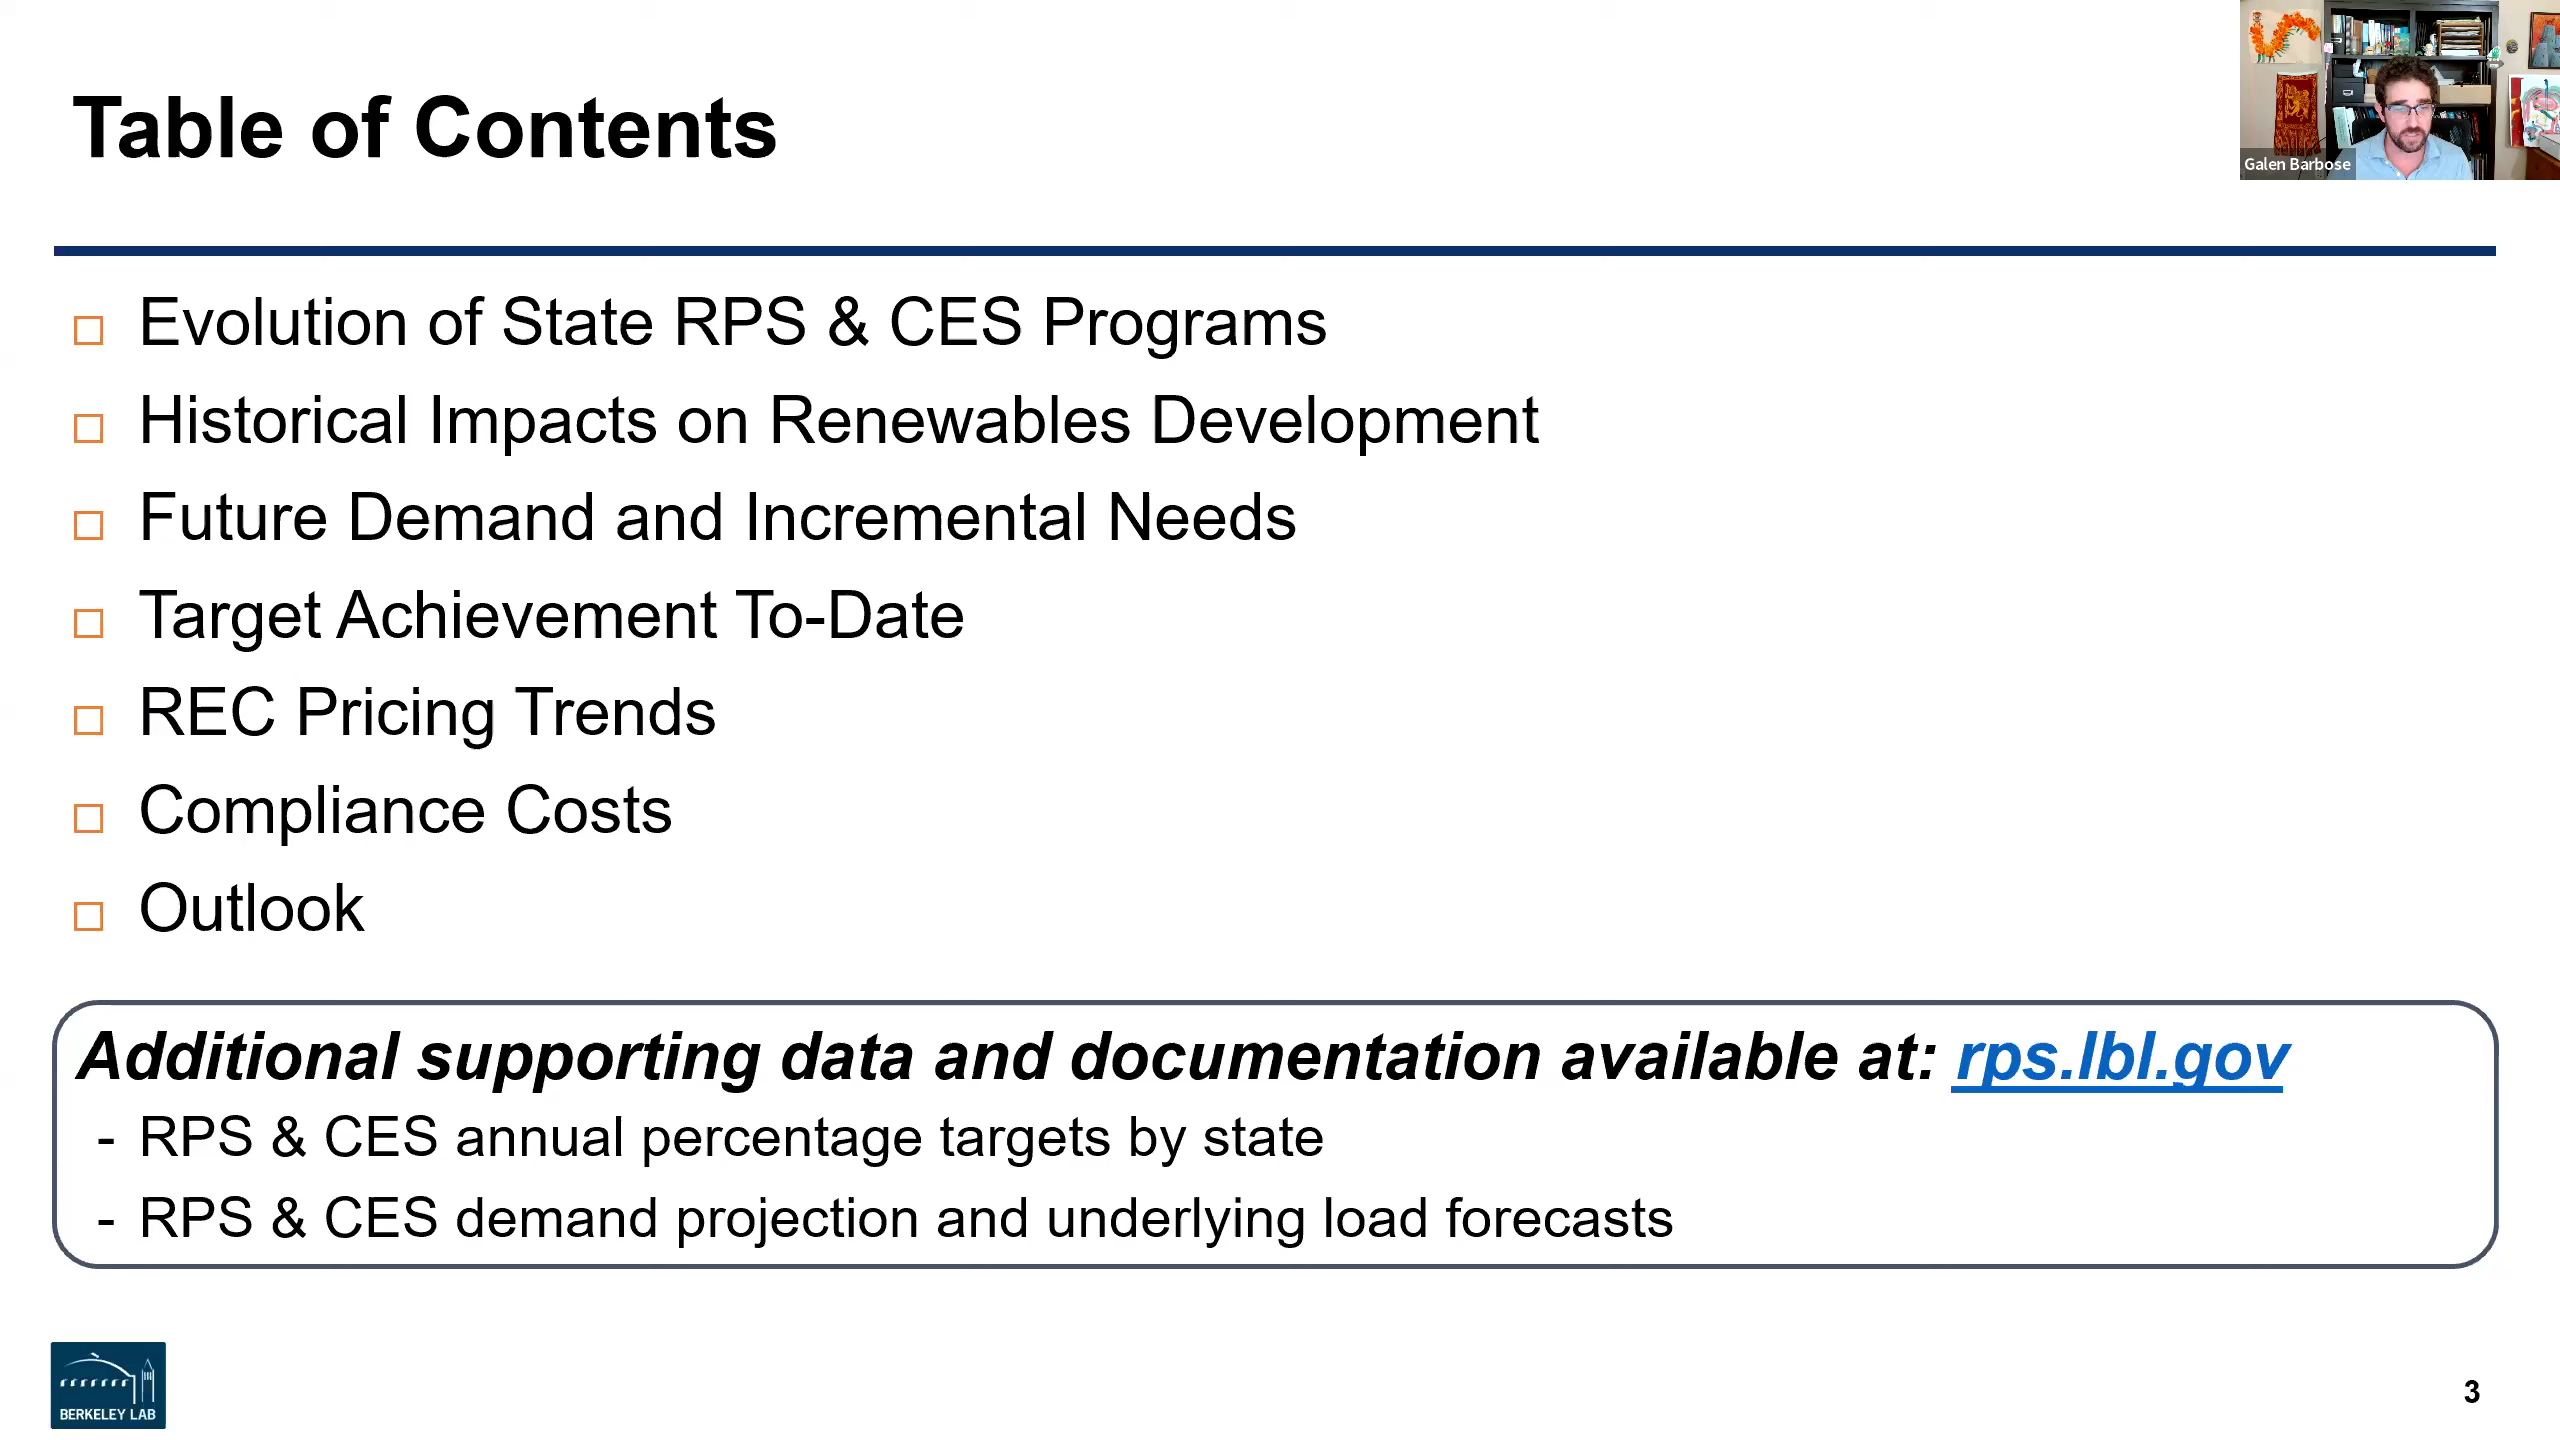 Table of Contents
Galen Barbose
Evolution of State RPS & CES Programs
Historical Impacts on Renewables Development
Future Demand and Incremental Needs
Target Achievement To-Date
REC Pricing Trends
Compliance Costs
Outlook
Additional supporting data and documentation available at: rps.lbl.gov
- RPS & CES annual percentage targets by state
- RPS & CES demand projection and underlying load forecasts
BERKELEY LAB
3